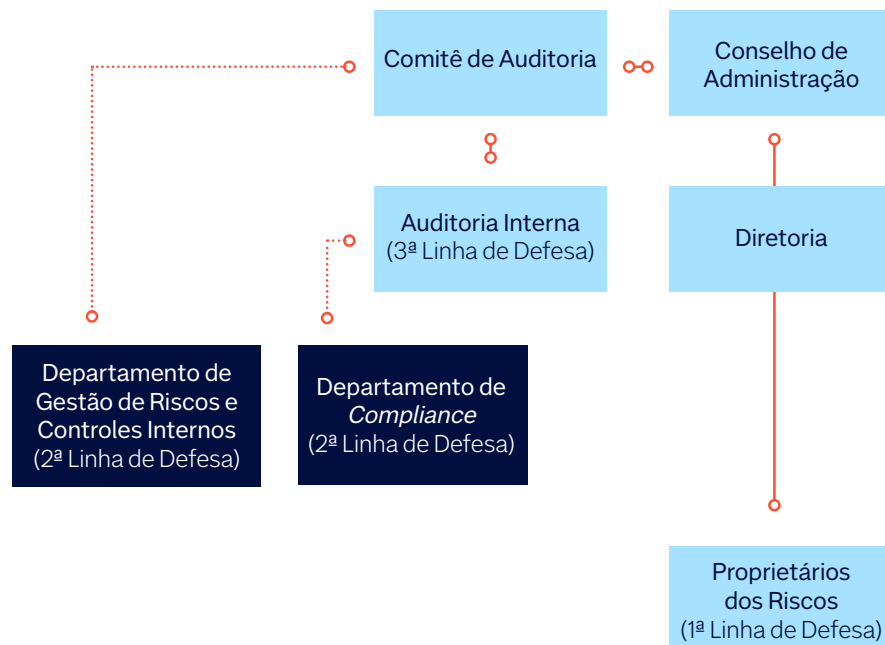 Comitê de Auditoria
Conselho de
Administração
Auditoria Interna
(3ª Linha de Defesa)
Diretoria
Departamento de
Gestão de Riscos e
Controles Internos
(2ª Linha de Defesa)
Departamento de
Compliance
(2ª Linha de Defesa)
Proprietários
dos Riscos
(1ª Linha de Defesa)